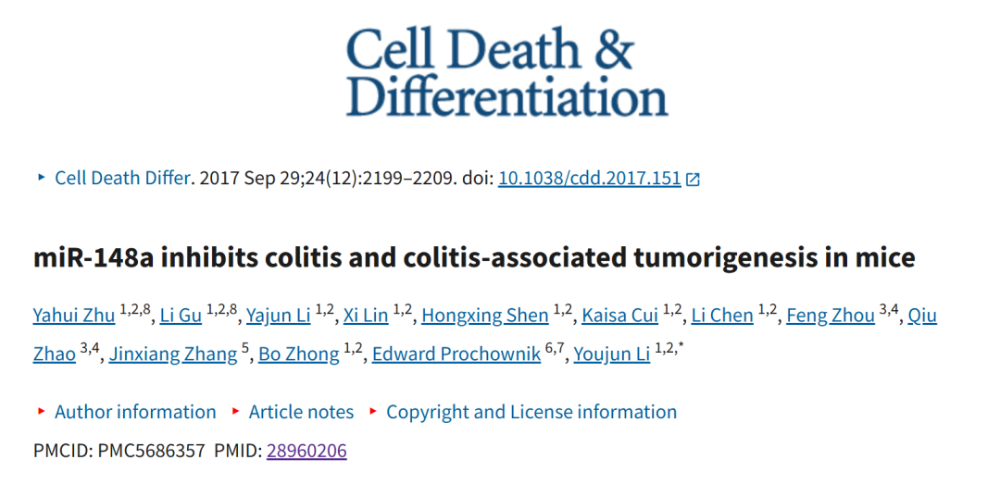 Cell Death &
Differentiation
▸ Cell Death Differ. 2017 Sep 29;24(12):2199–2209. doi: 10.1038/cdd.2017.151
miR-148a inhibits colitis and colitis-associated tumorigenesis in mice
Yahui Zhu 1,2,8, Li Gu 1,2,8, Yajun Li 1,2, Xi Lin 1,2, Hongxing Shen 1,2, Kaisa Cui 1,2, Li Chen 1,2, Feng Zhou 3,4, Qiu
Zhao 3,4, Jinxiang Zhang 5, Bo Zhong 1,2, Edward Prochownik 6,7, Youjun Li 1,2,*
▸ Author information ▸ Article notes ▸ Copyright and License information
PMCID: PMC5686357 PMID: 28960206